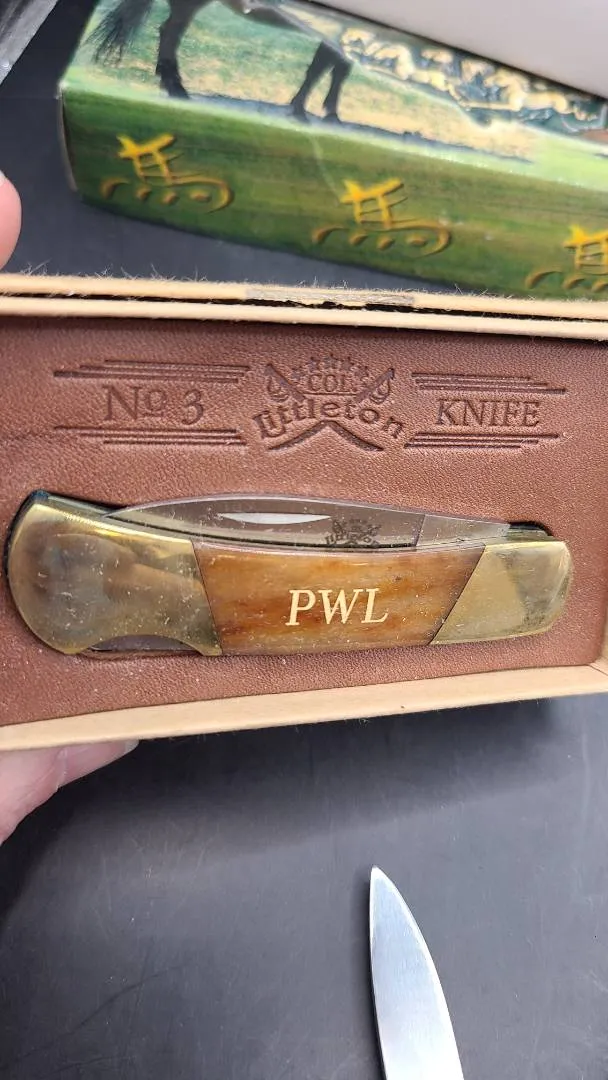 馬 馬 馬
COL.
No 3 Littleton KNIFE
PWL